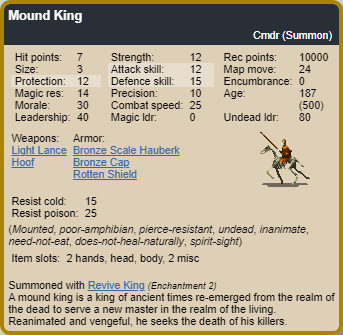 Mound King
Cmdr (Summon)
Hit points: 7 Strength: 12 Rec points: 10000
Size: 3 Attack skill: 12 Map move: 24
Protection: 12 Defence skill: 15 Encumbrance: 0
Magic res: 14 Precision: 10 Age: 187
Morale: 30 Combat speed: 25 (500)
Leadership: 40 Magic ldr: 0 Undead ldr: 80
Weapons: Armor:
Light Lance Bronze Scale Hauberk
Hoof Bronze Cap
Rotten Shield
Resist cold: 15
Resist poison: 25
(Mounted, poor-amphibian, pierce-resistant, undead, inanimate,
need-not-eat, does-not-heal-naturally, spirit-sight)
Item slots: 2 hands, head, body, 2 misc
Summoned with Revive King (Enchantment 2)
A mound king is a king of ancient times re-emerged from the realm of
the dead to serve a new master in the realm of the living.
Reanimated and vengeful, he seeks the death of his killers.